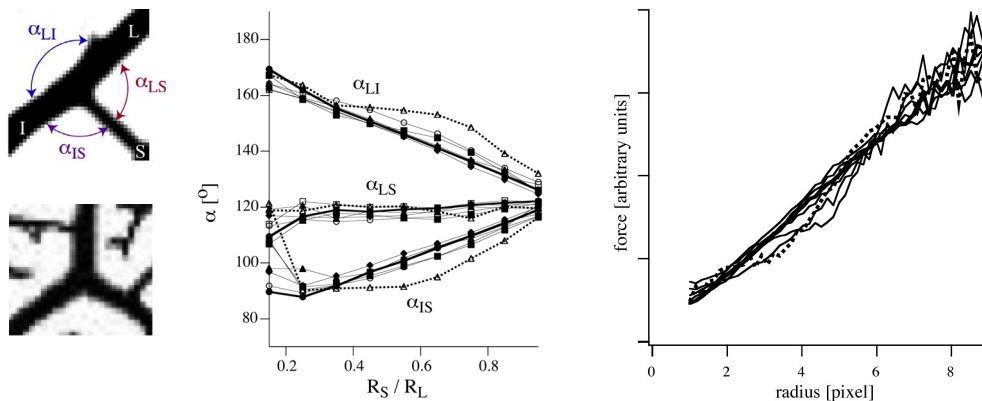 α_LI
L
α_LS
I
α_IS
S
α [°]
180
160
140
120
100
80
α_LI
α_LS
α_IS
0.2 0.4 0.6 0.8
R_S / R_L
force [arbitrary units]
0 2 4 6 8
radius [pixel]